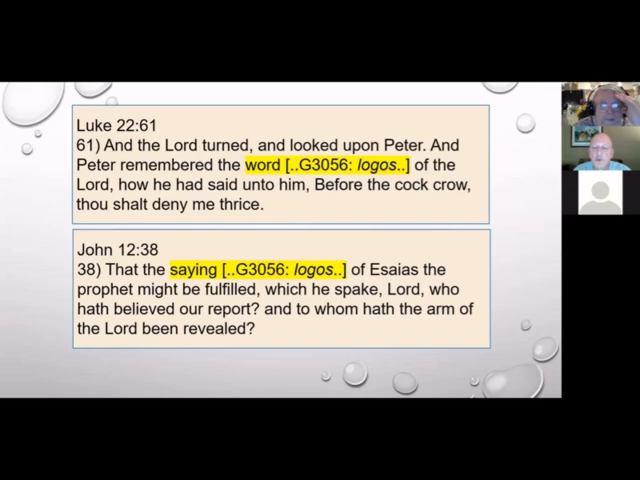 Luke 22:61
61) And the Lord turned, and looked upon Peter. And
Peter remembered the word [..G3056: logos..] of the
Lord, how he had said unto him, Before the cock crow,
thou shalt deny me thrice.
John 12:38
38) That the saying [..G3056: logos..] of Esaias the
prophet might be fulfilled, which he spake, Lord, who
hath believed our report? and to whom hath the arm of
the Lord been revealed?